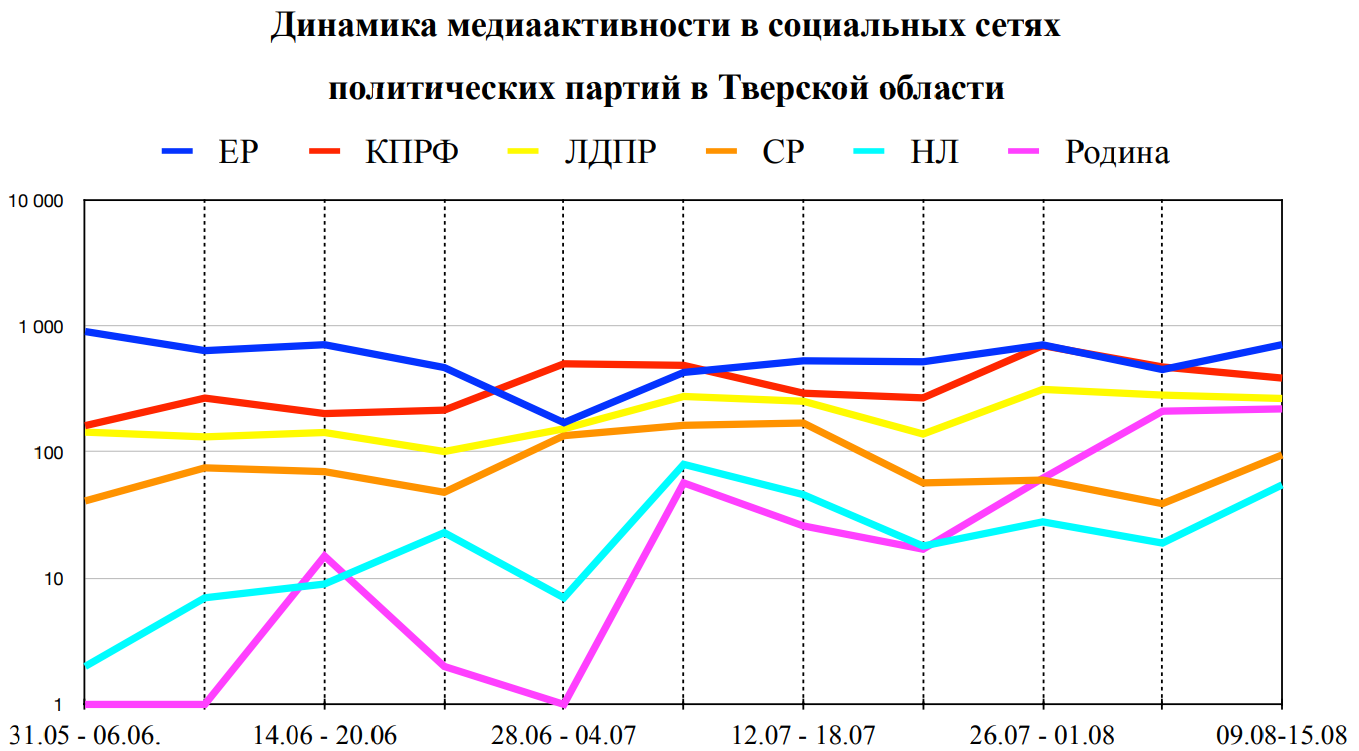 Динамика медиаактивности в социальных сетях
политических партий в Тверской области
ЕР КПРФ ЛДПР СР НЛ Родина
10 000
1 000
100
10
1
31.05 - 06.06. 14.06 - 20.06 28.06 - 04.07 12.07 - 18.07 26.07 - 01.08 09.08-15.08